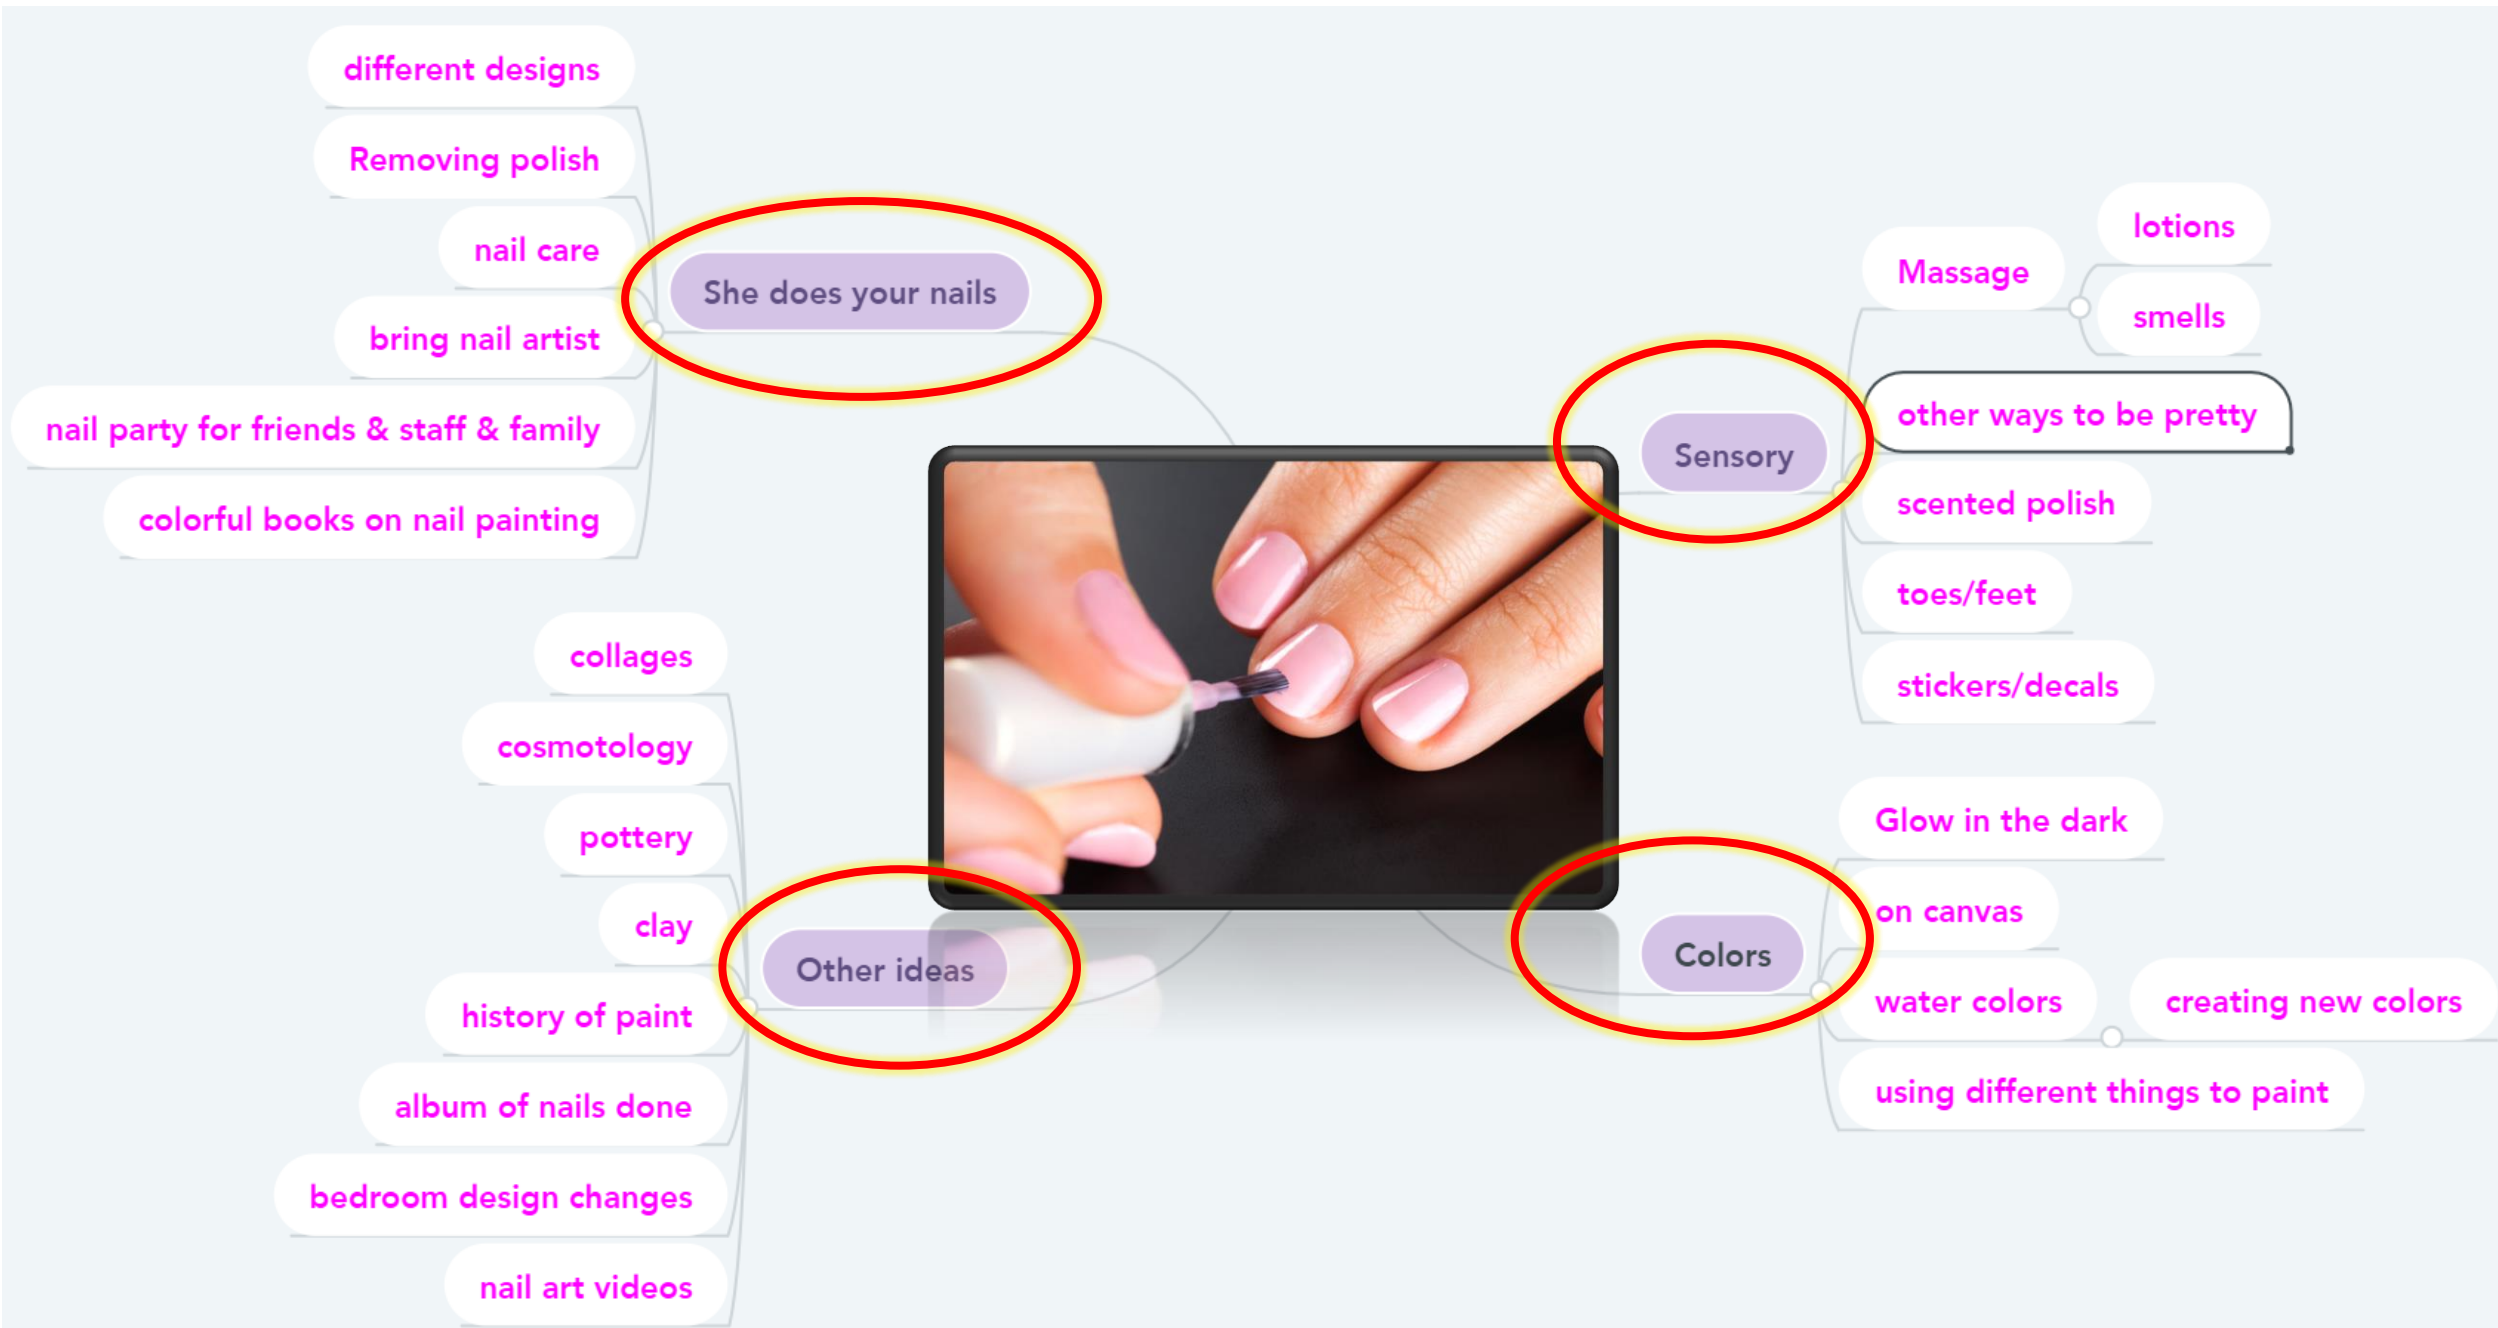 different designs
Removing polish
nail care
bring nail artist
nail party for friends & staff & family
colorful books on nail painting
She does your nails
collages
cosmotology
pottery
clay
history of paint
album of nails done
bedroom design changes
nail art videos
Other ideas
Sensory
Massage
lotions
smells
other ways to be pretty
scented polish
toes/feet
stickers/decals
Colors
Glow in the dark
on canvas
water colors
creating new colors
using different things to paint